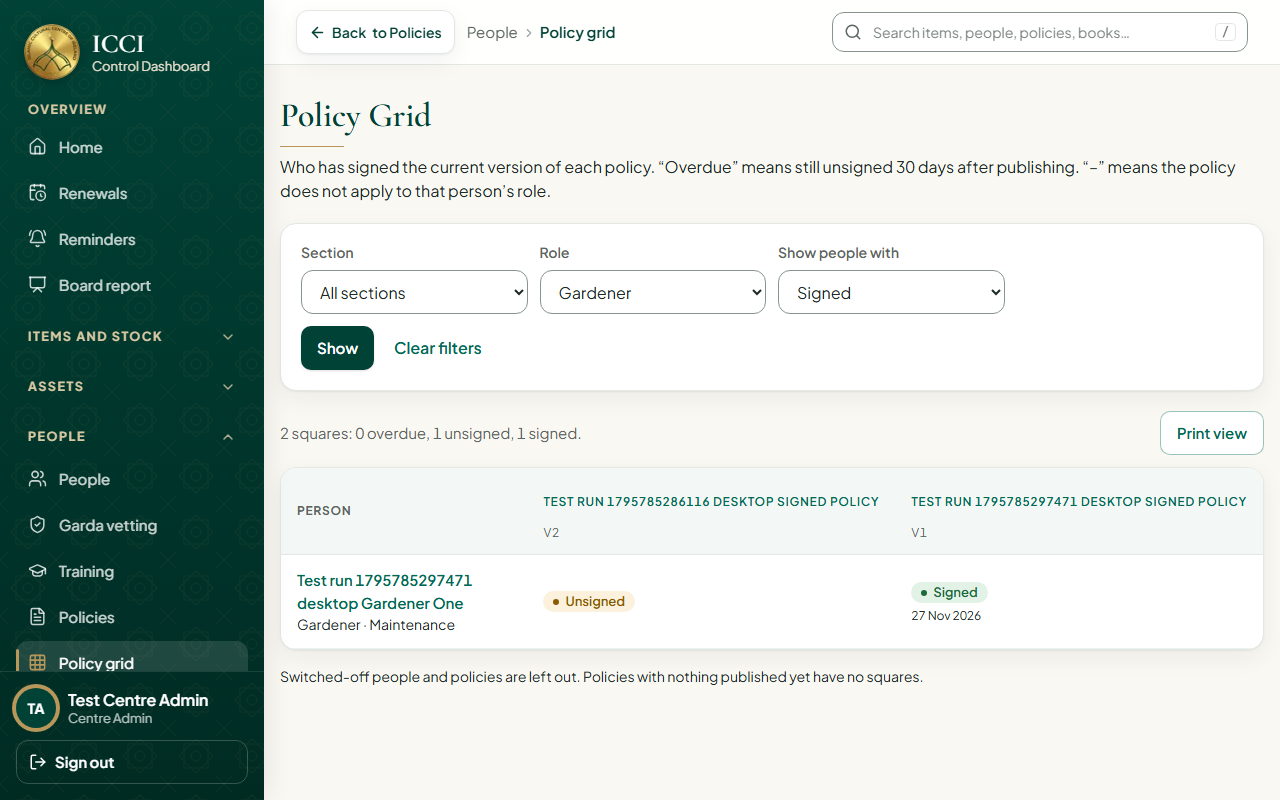 ICCI
Control Dashboard
OVERVIEW
Home
Renewals
Reminders
Board report
ITEMS AND STOCK
ASSETS
PEOPLE
People
Garda vetting
Training
Policies
Policy grid
TA
Test Centre Admin
Centre Admin
Sign out
Back to Policies
People › Policy grid
Search items, people, policies, books…
/
Policy Grid
Who has signed the current version of each policy. “Overdue” means still unsigned 30 days after publishing. “–” means the policy
does not apply to that person’s role.
Section
Role
Show people with
All sections
Gardener
Signed
Show
Clear filters
2 squares: 0 overdue, 1 unsigned, 1 signed.
Print view
PERSON
TEST RUN 1795785286116 DESKTOP SIGNED POLICY
V2
TEST RUN 1795785297471 DESKTOP SIGNED POLICY
V1
Test run 1795785297471
desktop Gardener One
Gardener · Maintenance
Unsigned
Signed
27 Nov 2026
Switched-off people and policies are left out. Policies with nothing published yet have no squares.